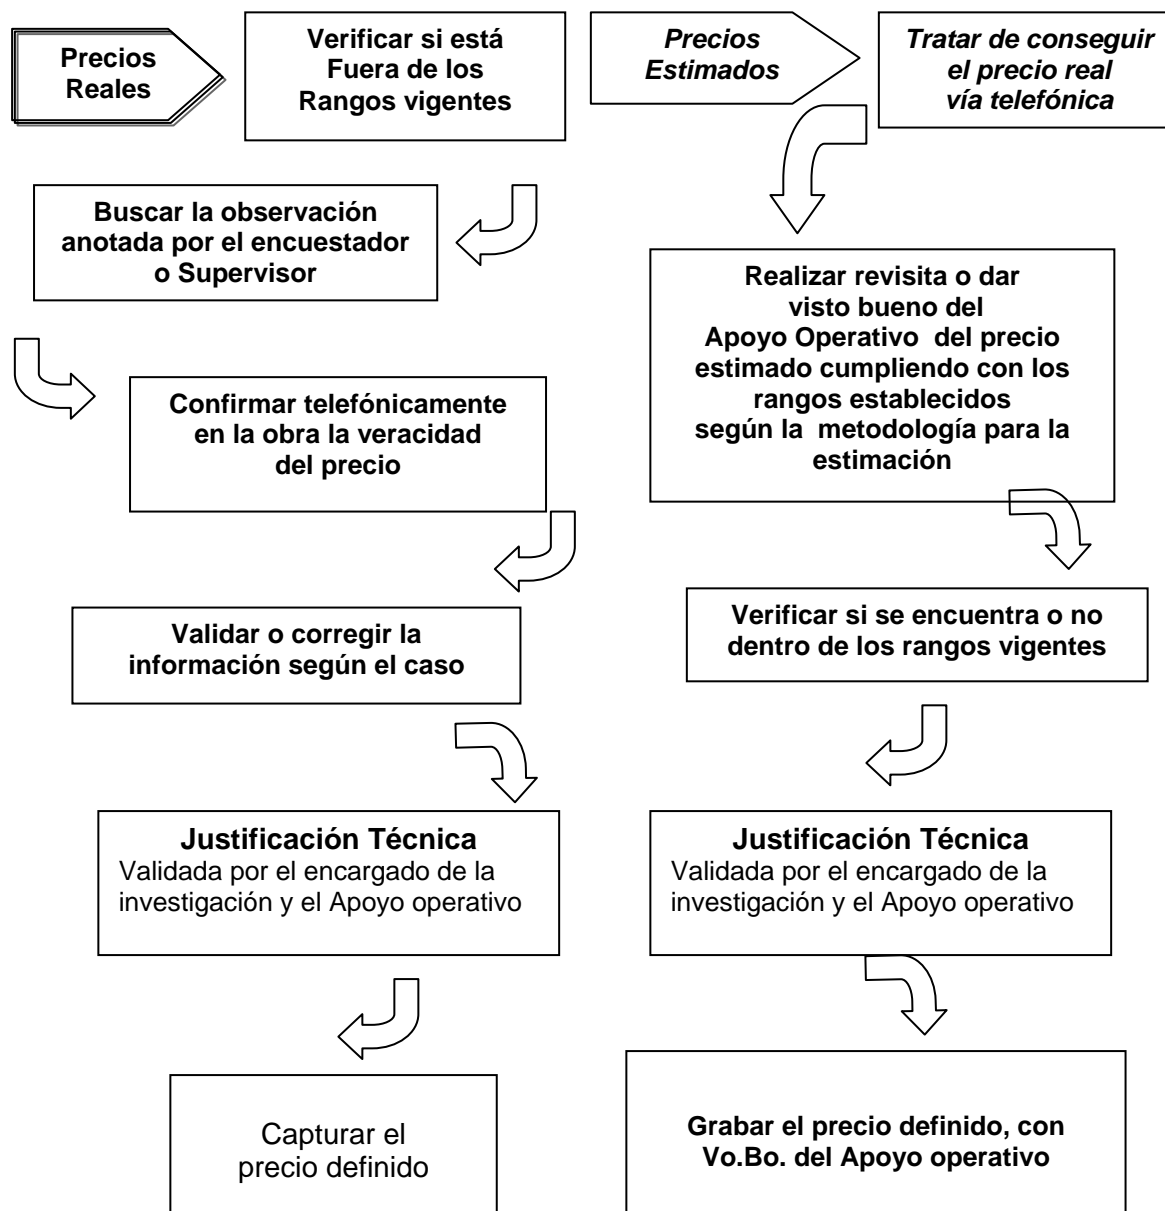 Precios
Reales
Verificar si está
Fuera de los
Rangos vigentes
Buscar la observación
anotada por el encuestador
o Supervisor
Confirmar telefónicamente
en la obra la veracidad
del precio
Validar o corregir la
información según el caso
Justificación Técnica
Validada por el encargado de la
investigación y el Apoyo operativo
Capturar el
precio definido
Precios
Estimados
Tratar de conseguir
el precio real
vía telefónica
Realizar revisita o dar
visto bueno del
Apoyo Operativo del precio
estimado cumpliendo con los
rangos establecidos
según la metodología para la
estimación
Verificar si se encuentra o no
dentro de los rangos vigentes
Justificación Técnica
Validada por el encargado de la
investigación y el Apoyo operativo
Grabar el precio definido, con
Vo.Bo. del Apoyo operativo